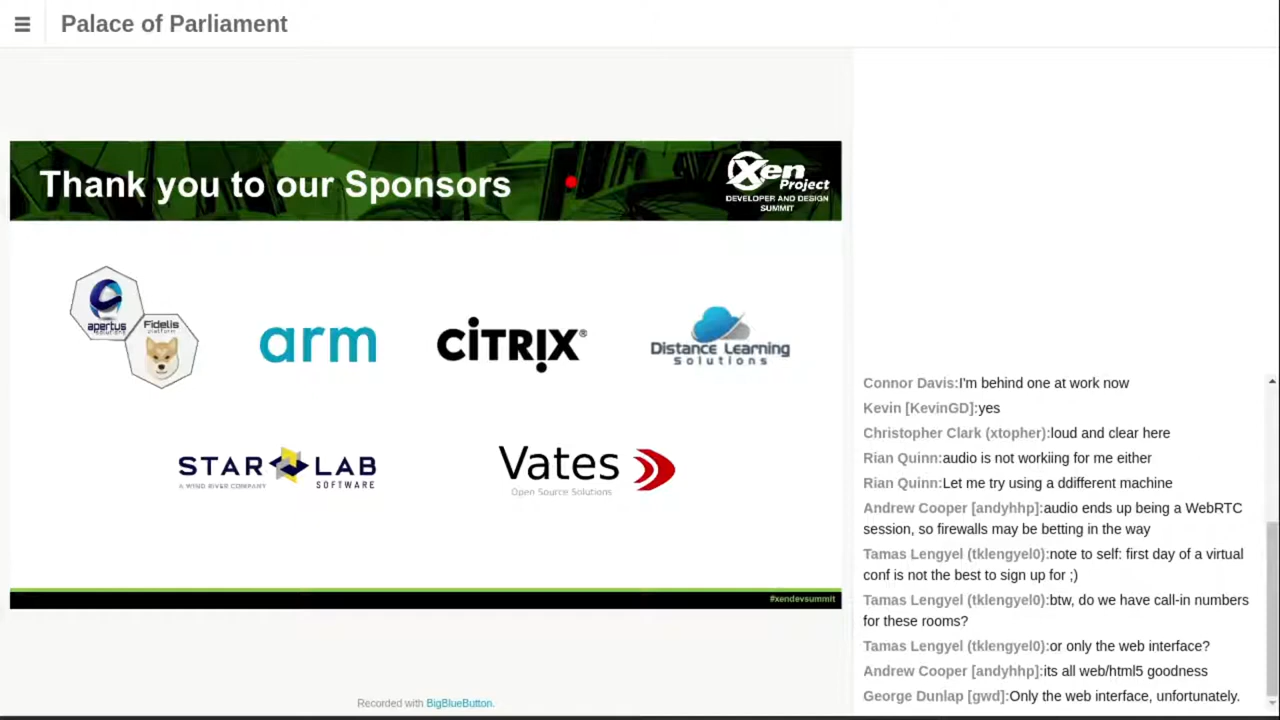 Palace of Parliament
Thank you to our Sponsors
Xen
Project
DEVELOPER AND DESIGN
SUMMIT
apertus
solutions
Fidelis
platform
arm
CİTRIX®
Distance Learning
Solutions
STAR LAB
A WIND RIVER COMPANY SOFTWARE
Vates
Open Source Solutions
#xendevsummit
Recorded with BigBlueButton.
Connor Davis:I'm behind one at work now
Kevin [KevinGD]:yes
Christopher Clark (xtopher):loud and clear here
Rian Quinn:audio is not workiing for me either
Rian Quinn:Let me try using a ddifferent machine
Andrew Cooper [andyhhp]:audio ends up being a WebRTC
session, so firewalls may be betting in the way
Tamas Lengyel (tklengyel0):note to self: first day of a virtual
conf is not the best to sign up for ;)
Tamas Lengyel (tklengyel0):btw, do we have call-in numbers
for these rooms?
Tamas Lengyel (tklengyel0):or only the web interface?
Andrew Cooper [andyhhp]:its all web/html5 goodness
George Dunlap [gwd]:Only the web interface, unfortunately.